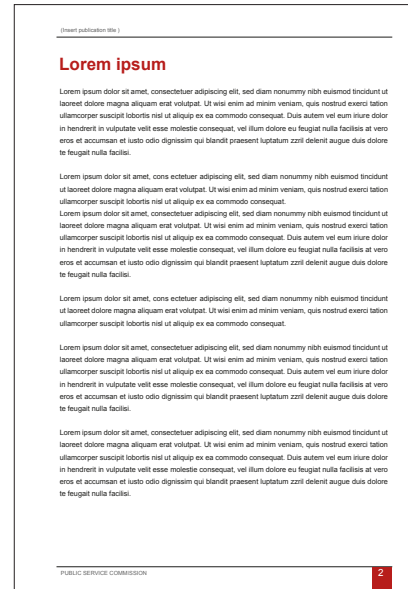 (Insert publication title )
Lorem ipsum
Lorem ipsum dolor sit amet, consectetuer adipiscing elit, sed diam nonummy nibh euismod tincidunt ut
laoreet dolore magna aliquam erat volutpat. Ut wisi enim ad minim veniam, quis nostrud exerci tation
ullamcorper suscipit lobortis nisl ut aliquip ex ea commodo consequat. Duis autem vel eum iriure dolor
in hendrerit in vulputate velit esse molestie consequat, vel illum dolore eu feugiat nulla facilisis at vero
eros et accumsan et iusto odio dignissim qui blandit praesent luptatum zzril delenit augue duis dolore
te feugait nulla facilisi.
Lorem ipsum dolor sit amet, cons ectetuer adipiscing elit, sed diam nonummy nibh euismod tincidunt
ut laoreet dolore magna aliquam erat volutpat. Ut wisi enim ad minim veniam, quis nostrud exerci tation
ullamcorper suscipit lobortis nisl ut aliquip ex ea commodo consequat.
Lorem ipsum dolor sit amet, consectetuer adipiscing elit, sed diam nonummy nibh euismod tincidunt ut
laoreet dolore magna aliquam erat volutpat. Ut wisi enim ad minim veniam, quis nostrud exerci tation
ullamcorper suscipit lobortis nisl ut aliquip ex ea commodo consequat. Duis autem vel eum iriure dolor
in hendrerit in vulputate velit esse molestie consequat, vel illum dolore eu feugiat nulla facilisis at vero
eros et accumsan et iusto odio dignissim qui blandit praesent luptatum zzril delenit augue duis dolore
te feugait nulla facilisi.
Lorem ipsum dolor sit amet, cons ectetuer adipiscing elit, sed diam nonummy nibh euismod tincidunt
ut laoreet dolore magna aliquam erat volutpat. Ut wisi enim ad minim veniam, quis nostrud exerci tation
ullamcorper suscipit lobortis nisl ut aliquip ex ea commodo consequat.
Lorem ipsum dolor sit amet, consectetuer adipiscing elit, sed diam nonummy nibh euismod tincidunt ut
laoreet dolore magna aliquam erat volutpat. Ut wisi enim ad minim veniam, quis nostrud exerci tation
ullamcorper suscipit lobortis nisl ut aliquip ex ea commodo consequat. Duis autem vel eum iriure dolor
in hendrerit in vulputate velit esse molestie consequat, vel illum dolore eu feugiat nulla facilisis at vero
eros et accumsan et iusto odio dignissim qui blandit praesent luptatum zzril delenit augue duis dolore
te feugait nulla facilisi.
Lorem ipsum dolor sit amet, consectetuer adipiscing elit, sed diam nonummy nibh euismod tincidunt ut
laoreet dolore magna aliquam erat volutpat. Ut wisi enim ad minim veniam, quis nostrud exerci tation
ullamcorper suscipit lobortis nisl ut aliquip ex ea commodo consequat. Duis autem vel eum iriure dolor
in hendrerit in vulputate velit esse molestie consequat, vel illum dolore eu feugiat nulla facilisis at vero
eros et accumsan et iusto odio dignissim qui blandit praesent luptatum zzril delenit augue duis dolore
te feugait nulla facilisi.
PUBLIC SERVICE COMMISSION 2